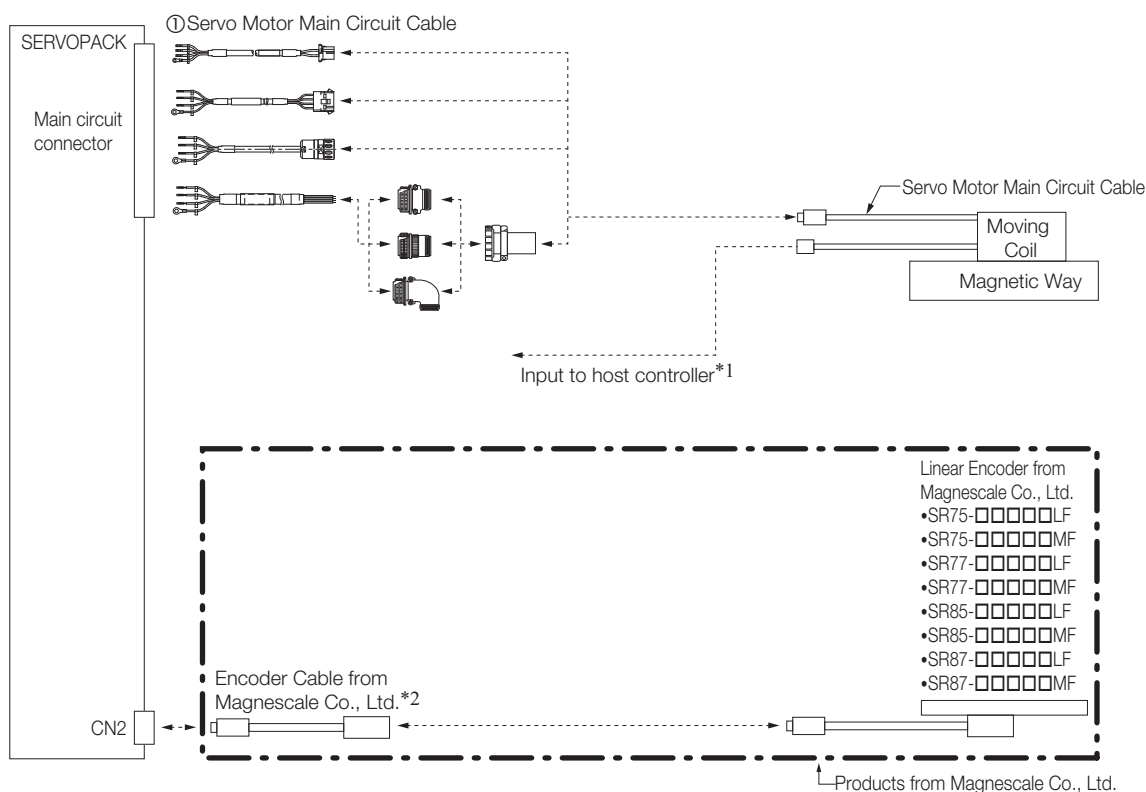 ①Servo Motor Main Circuit Cable
SERVOPACK
Main circuit
connector
Servo Motor Main Circuit Cable
Moving
Coil
Magnetic Way
Input to host controller*1
Linear Encoder from
Magnescale Co., Ltd.
•SR75-□□□□□LF
•SR75-□□□□□MF
•SR77-□□□□□LF
•SR77-□□□□□MF
•SR85-□□□□□LF
•SR85-□□□□□MF
•SR87-□□□□□LF
•SR87-□□□□□MF
Encoder Cable from
Magnescale Co., Ltd.*2
CN2
Products from Magnescale Co., Ltd.